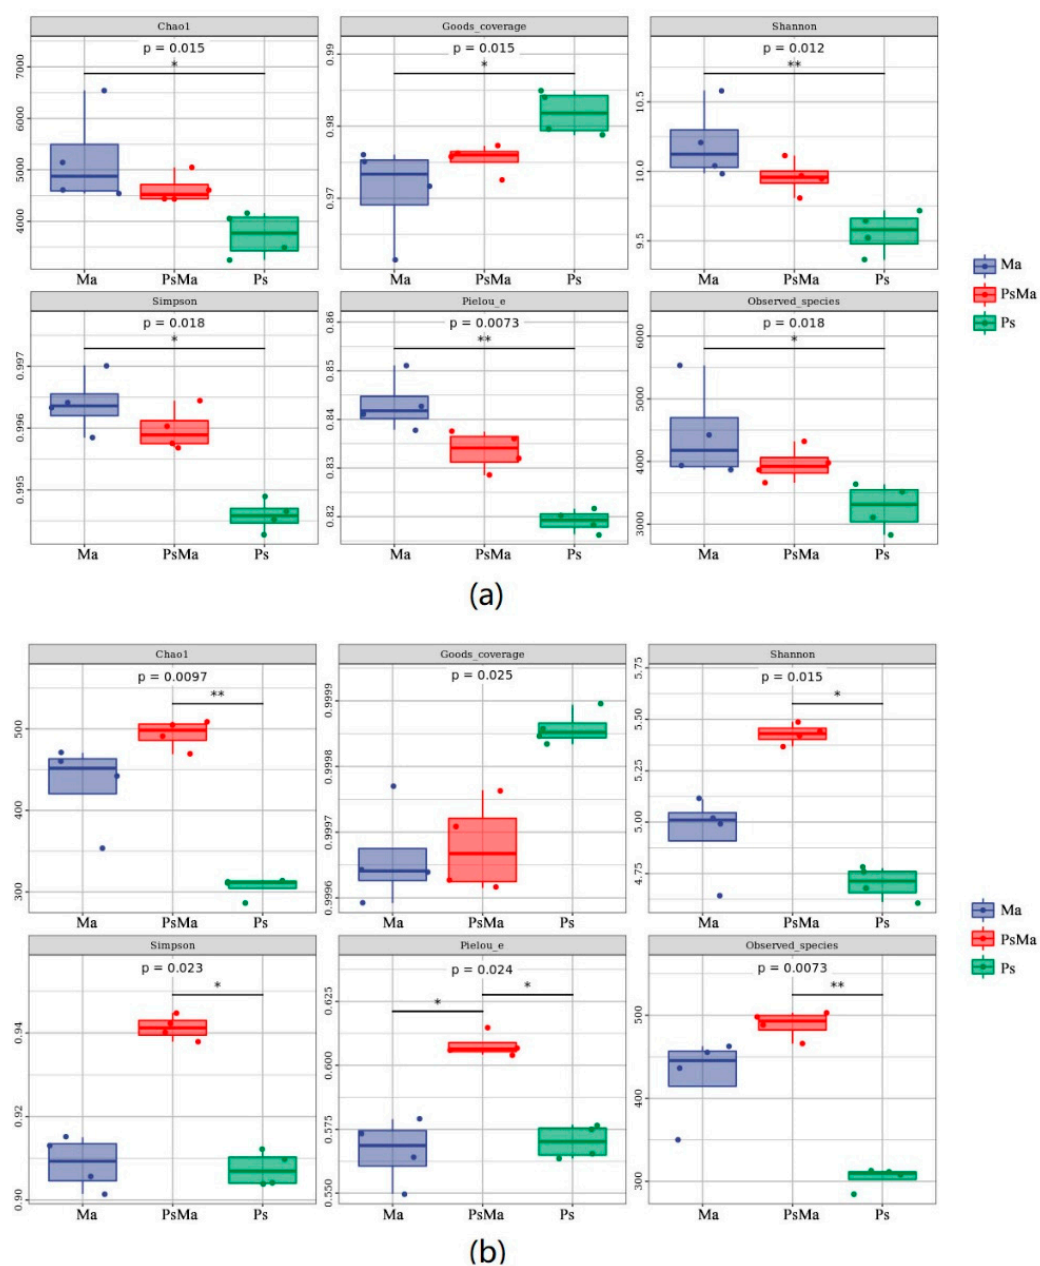 Chao1
p = 0.015
*
7000
6000
5000
4000
Ma PsMa Ps
Goods_coverage
p = 0.015
*
0.99
0.98
0.97
Ma PsMa Ps
Shannon
p = 0.012
**
10.5
10.0
9.5
Ma PsMa Ps
Simpson
p = 0.018
*
0.997
0.996
0.995
Ma PsMa Ps
Pielou_e
p = 0.0073
**
0.86
0.85
0.84
0.83
0.82
Ma PsMa Ps
Observed_species
p = 0.018
*
6000
5000
4000
3000
Ma PsMa Ps
Ma
PsMa
Ps
(a)
Chao1
p = 0.0097
**
500
400
300
Ma PsMa Ps
Goods_coverage
p = 0.025
0.9999
0.9998
0.9997
0.9996
Ma PsMa Ps
Shannon
p = 0.015
*
5.75
5.50
5.25
5.00
4.75
Ma PsMa Ps
Simpson
p = 0.023
*
0.94
0.92
0.90
Ma PsMa Ps
Pielou_e
p = 0.024
*
*
0.625
0.600
0.575
0.550
Ma PsMa Ps
Observed_species
p = 0.0073
**
500
400
300
Ma PsMa Ps
Ma
PsMa
Ps
(b)